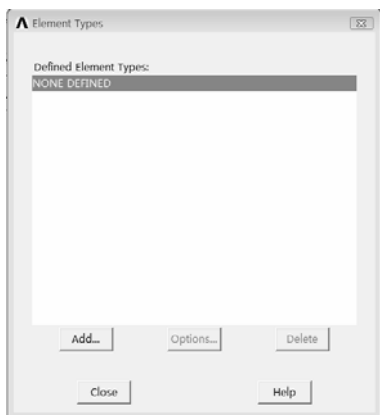 Element Types
Defined Element Types:
NONE DEFINED
Add...
Options...
Delete
Close
Help